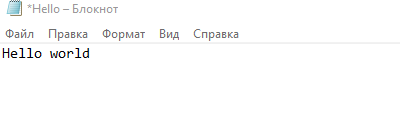 *Hello – Блокнот
Файл Правка Формат Вид Справка
Hello world